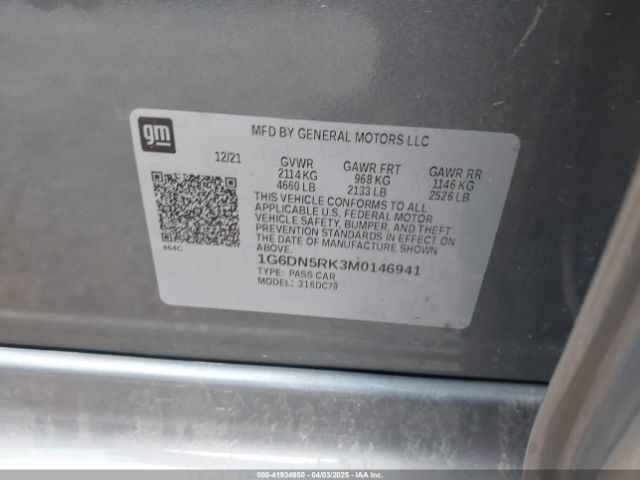 gm
MFD BY GENERAL MOTORS LLC
12/21 GVWR GAWR FRT GAWR RR
2114 KG 968 KG 1146 KG
4660 LB 2133 LB 2526 LB
THIS VEHICLE CONFORMS TO ALL
APPLICABLE U.S. FEDERAL MOTOR
VEHICLE SAFETY, BUMPER, AND THEFT
PREVENTION STANDARDS IN EFFECT
ON THE DATE OF MANUFACTURE SHOWN
ABOVE.
464C
1G6DN5RK3M0146941
TYPE: PASS CAR
MODEL: 316DC79
000-41934950 - 04/03/2025 - IAAI.COM